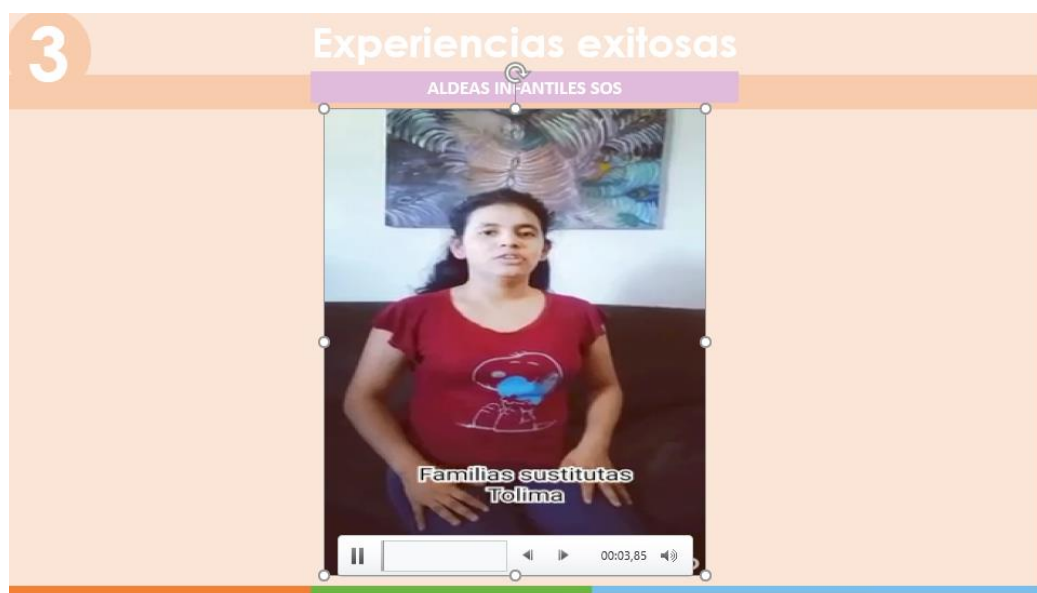 3
Experiencias exitosas
ALDEAS INFANTILES SOS
Familias sustitutas
Tolima
00:03,85